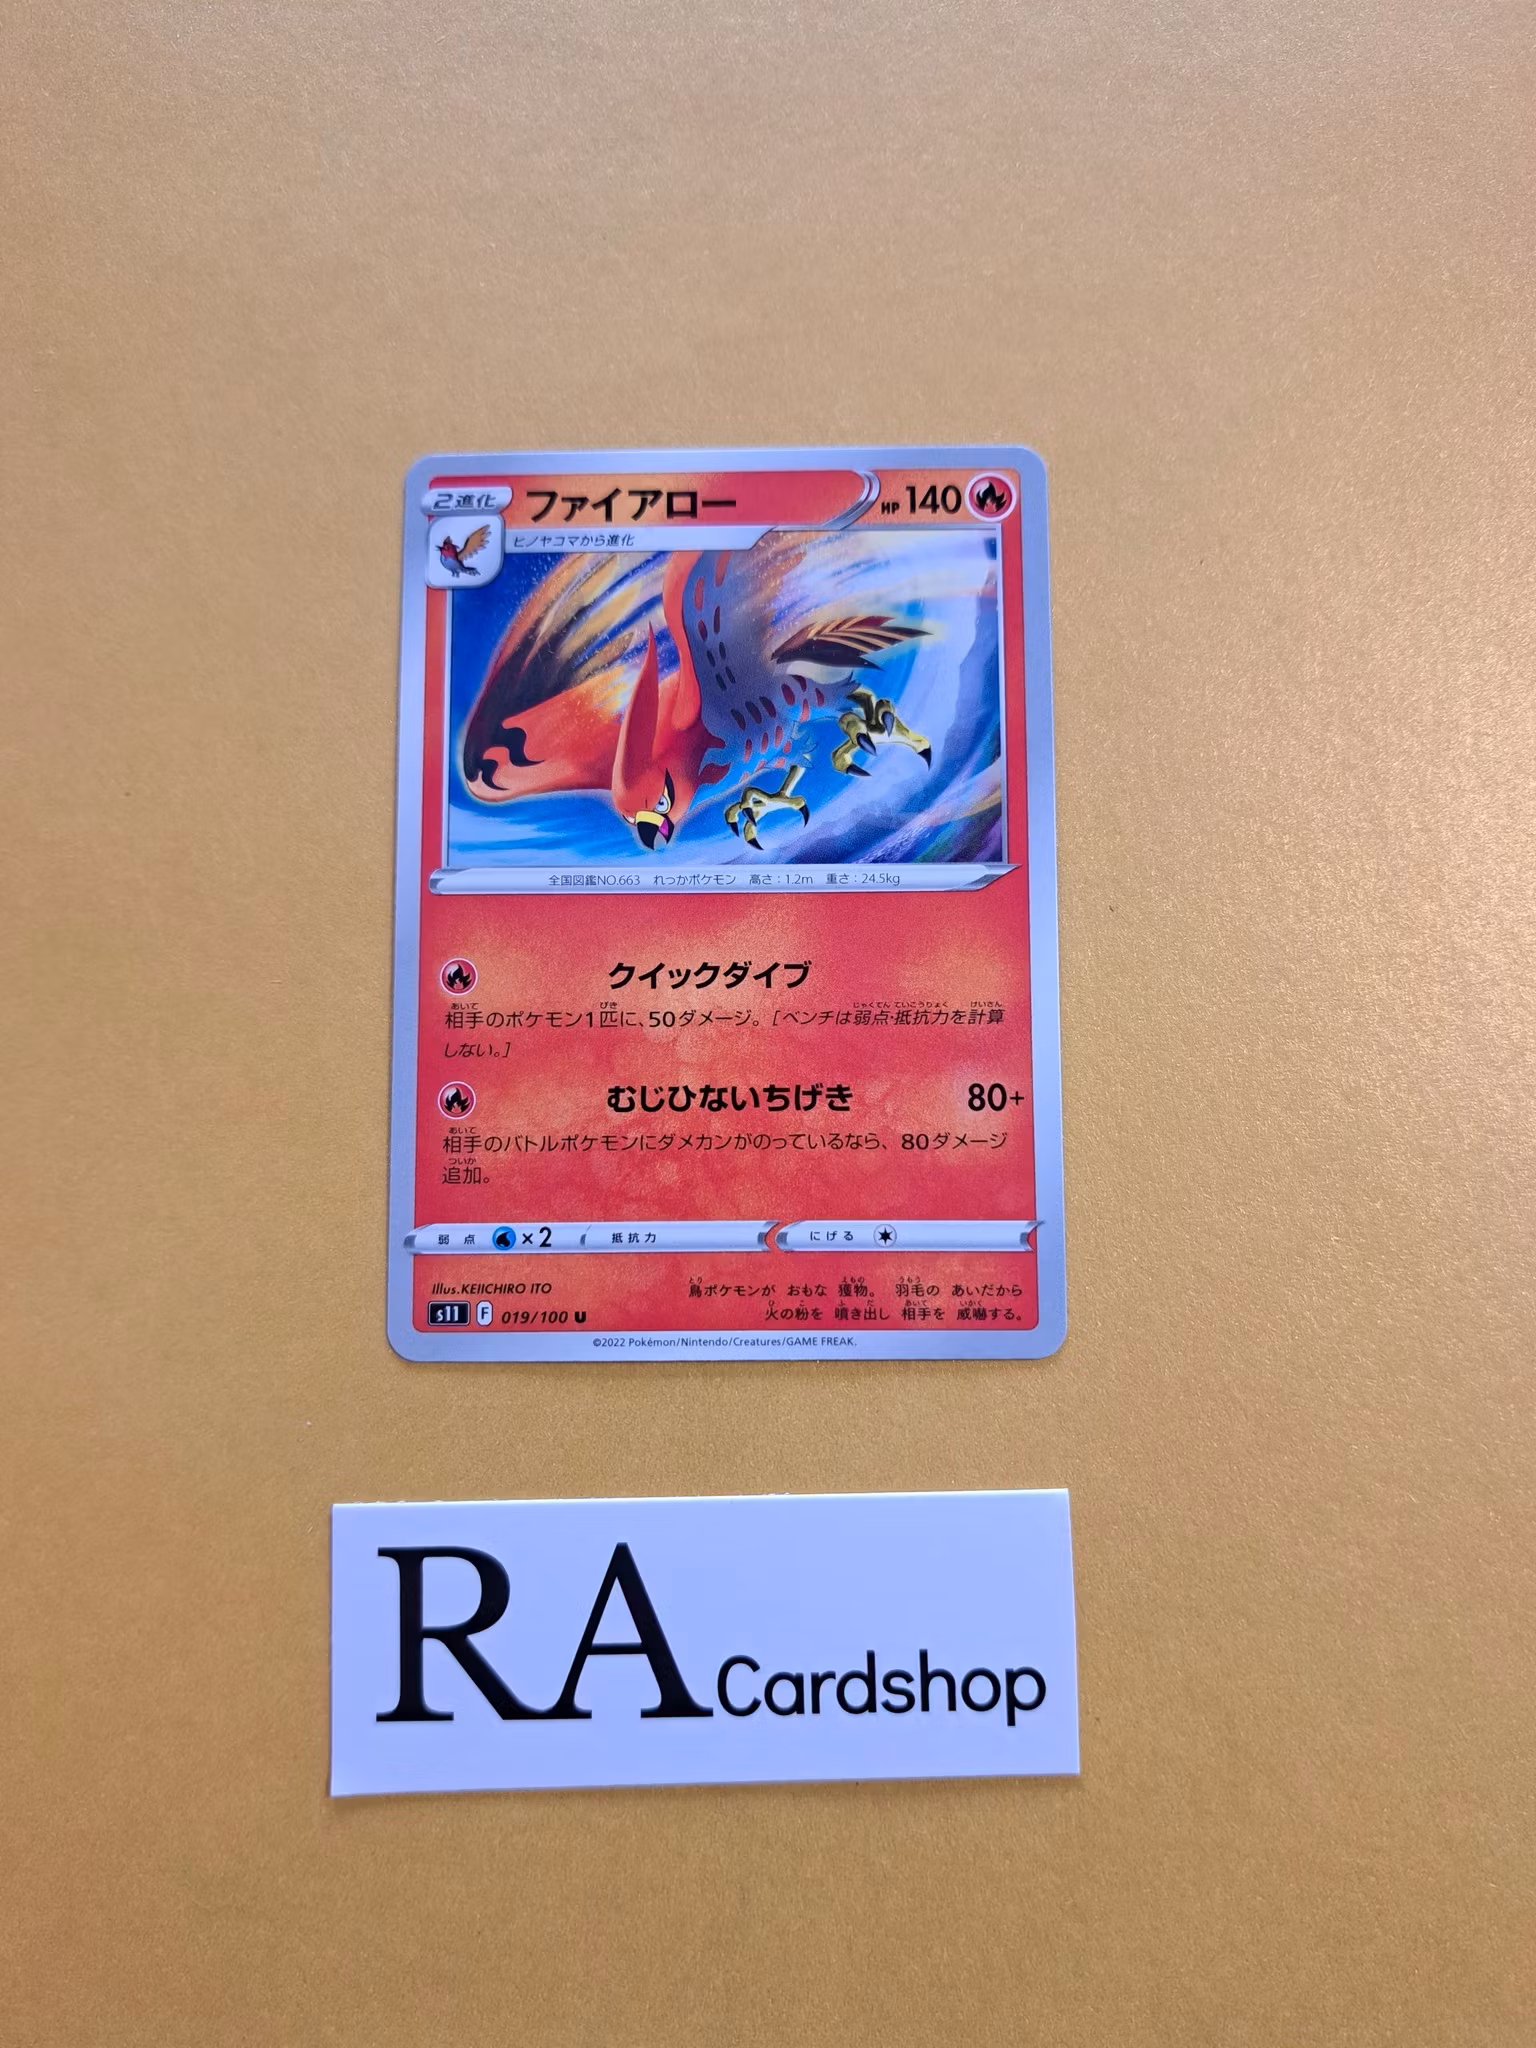 2進化 ファイアロー HP 140
ヒノヤコマから進化
全国図鑑NO.663 れっかポケモン 高さ：1.2m 重さ：24.5kg
クイックダイブ
相手のポケモン1匹に、50ダメージ。[ベンチは弱点・抵抗力を計算
しない。]
むじひないちげき 80+
相手のバトルポケモンにダメカンがのっているなら、80ダメージ
追加。
弱点 ×2 抵抗力 にげる
Illus.KEIICHIRO ITO
s11 F 019/100 U
鳥ポケモンが おもな 獲物。 羽毛の あいだから
火の粉を 噴き出し 相手を 威嚇する。
©2022 Pokémon/Nintendo/Creatures/GAME FREAK.
RA Cardshop